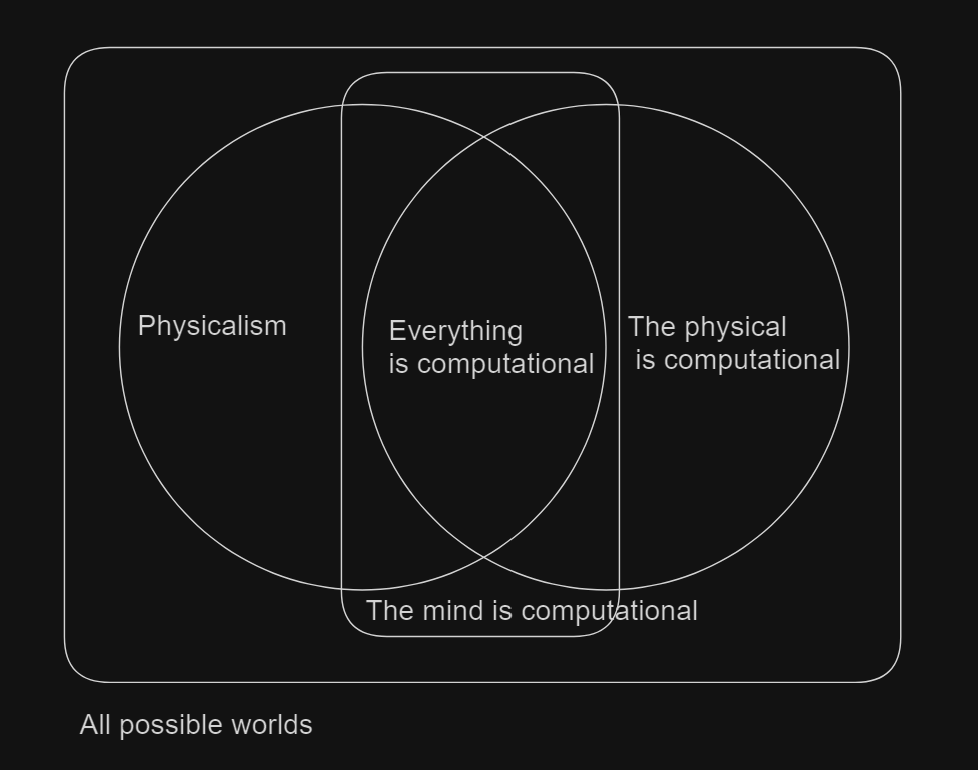 Physicalism
Everything
is computational
The physical
is computational
The mind is computational
All possible worlds